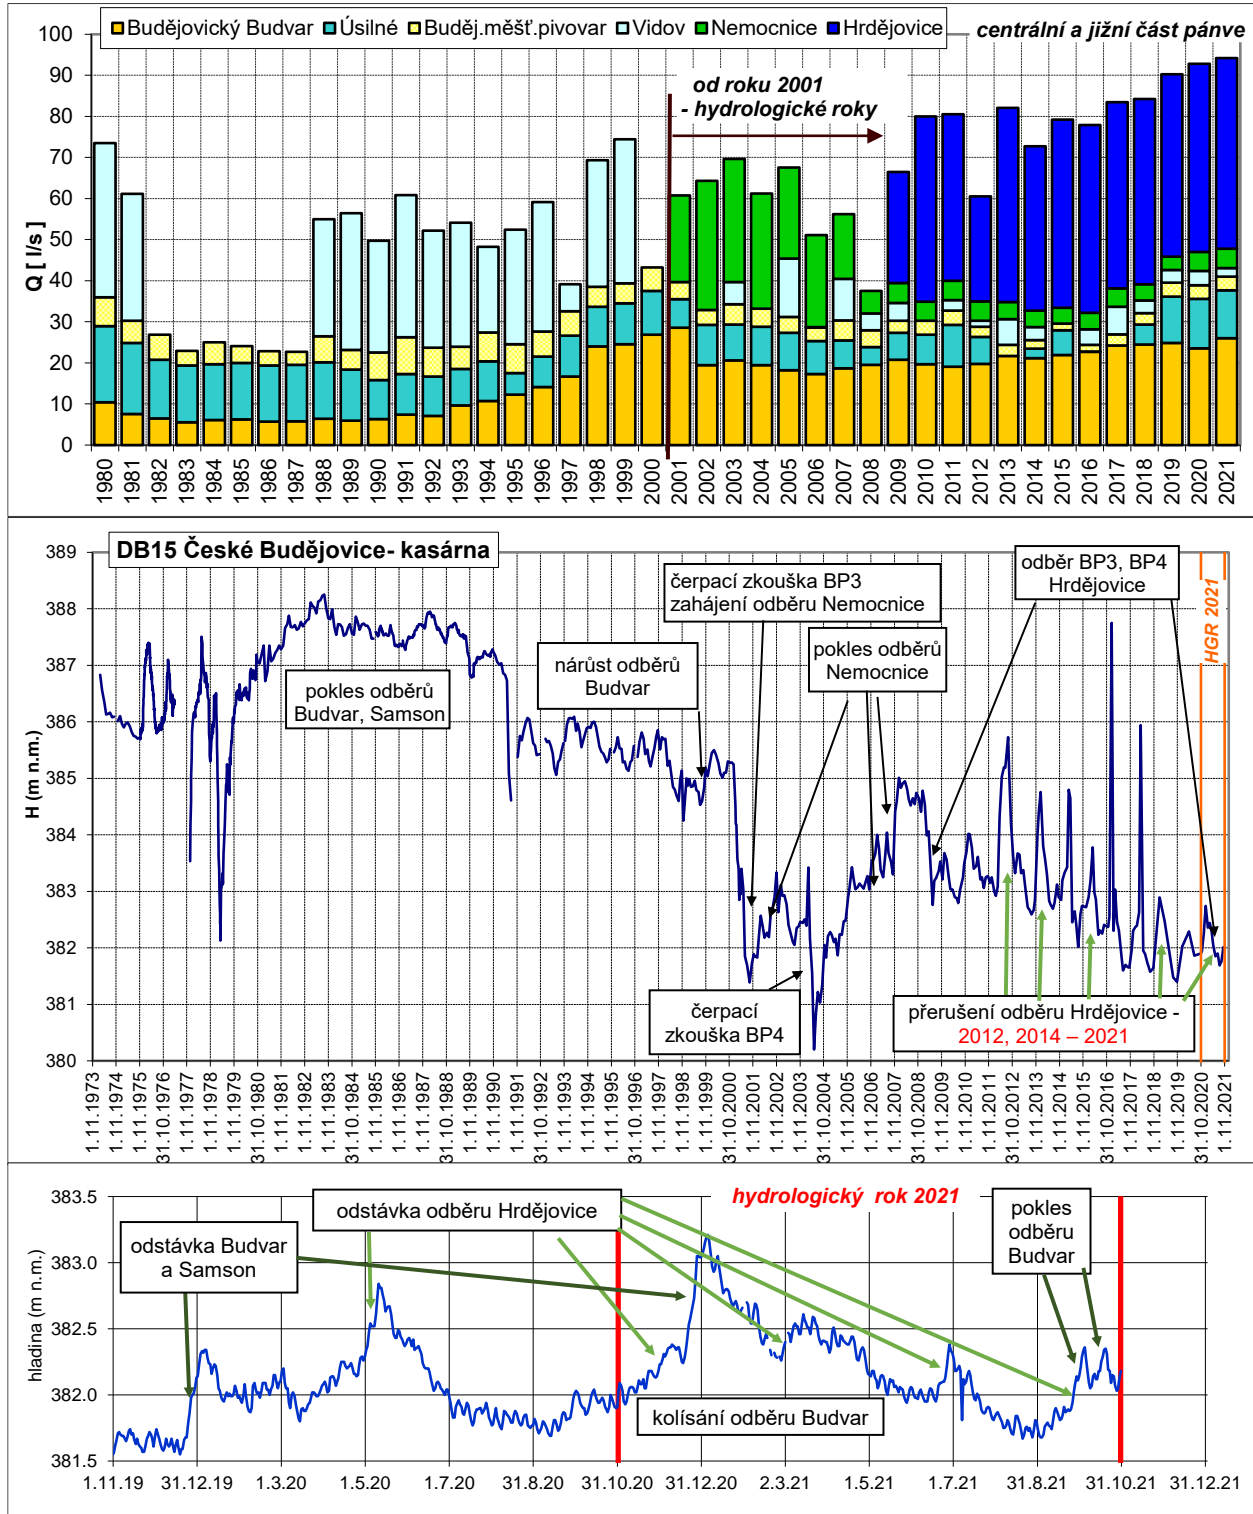 Budějovický Budvar Úsilné Buděj.měšť.pivovar Vidov Nemocnice Hrdějovice
centrální a jižní část pánve
od roku 2001
- hydrologické roky
Q [ l/s ]
100
90
80
70
60
50
40
30
20
10
0
1980 1981 1982 1983 1984 1985 1986 1987 1988 1989 1990 1991 1992 1993 1994 1995 1996 1997 1998 1999 2000 2001 2002 2003 2004 2005 2006 2007 2008 2009 2010 2011 2012 2013 2014 2015 2016 2017 2018 2019 2020 2021
DB15 České Budějovice- kasárna
H (m n.m.)
389
388
387
386
385
384
383
382
381
380
čerpací zkouška BP3
zahájení odběru Nemocnice
odběr BP3, BP4
Hrdějovice
HGR 2021
nárůst odběrů
Budvar
pokles odběrů
Nemocnice
pokles odběrů
Budvar, Samson
čerpací
zkouška BP4
přerušení odběru Hrdějovice -
2012, 2014 – 2021
1.11.1973 1.11.1974 1.11.1975 31.10.1976 1.11.1977 1.11.1978 1.11.1979 31.10.1980 1.11.1981 1.11.1982 1.11.1983 31.10.1984 1.11.1985 1.11.1986 1.11.1987 31.10.1988 1.11.1989 1.11.1990 1.11.1991 31.10.1992 1.11.1993 1.11.1994 1.11.1995 31.10.1996 1.11.1997 1.11.1998 1.11.1999 31.10.2000 1.11.2001 1.11.2002 1.11.2003 31.10.2004 1.11.2005 1.11.2006 1.11.2007 31.10.2008 1.11.2009 1.11.2010 1.11.2011 31.10.2012 1.11.2013 1.11.2014 1.11.2015 31.10.2016 1.11.2017 1.11.2018 1.11.2019 31.10.2020 1.11.2021
hladina (m n.m.)
383.5
383.0
382.5
382.0
381.5
hydrologický rok 2021
odstávka odběru Hrdějovice
odstávka Budvar
a Samson
pokles
odběru
Budvar
kolísání odběru Budvar
1.11.19 31.12.19 1.3.20 1.5.20 1.7.20 31.8.20 31.10.20 31.12.20 2.3.21 1.5.21 1.7.21 31.8.21 31.10.21 31.12.21